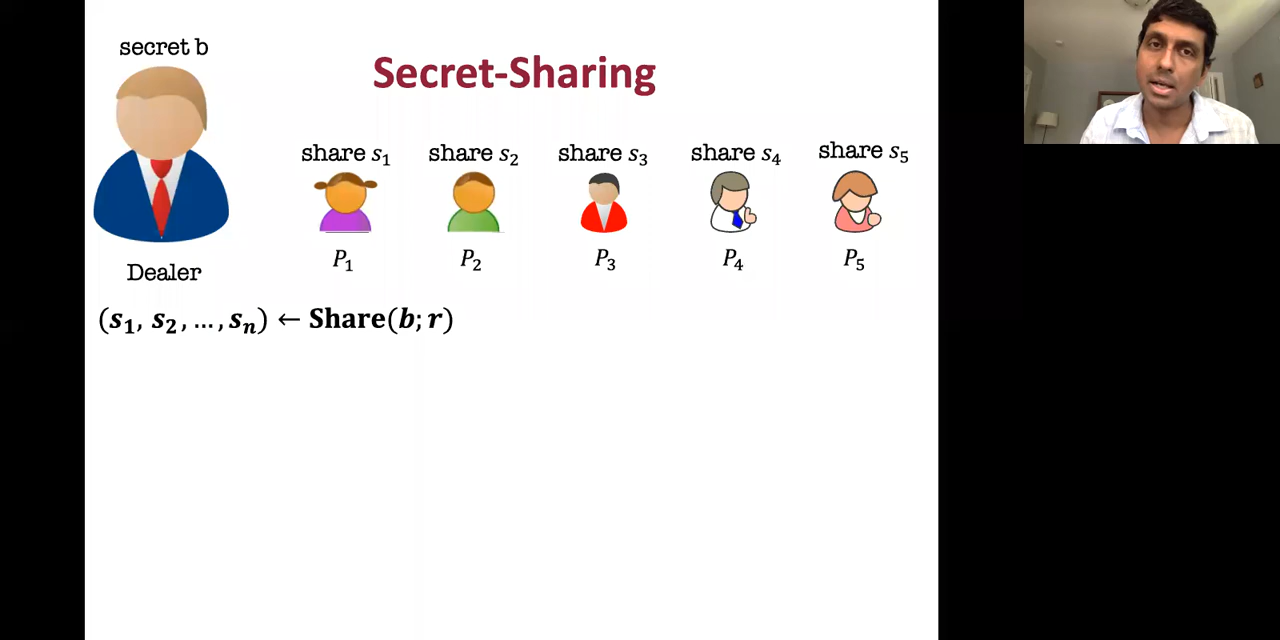 secret b
Secret-Sharing
share s₁ share s₂ share s₃ share s₄ share s₅
P₁ P₂ P₃ P₄ P₅
Dealer
(s₁, s₂, …, sₙ) ← Share(b; r)